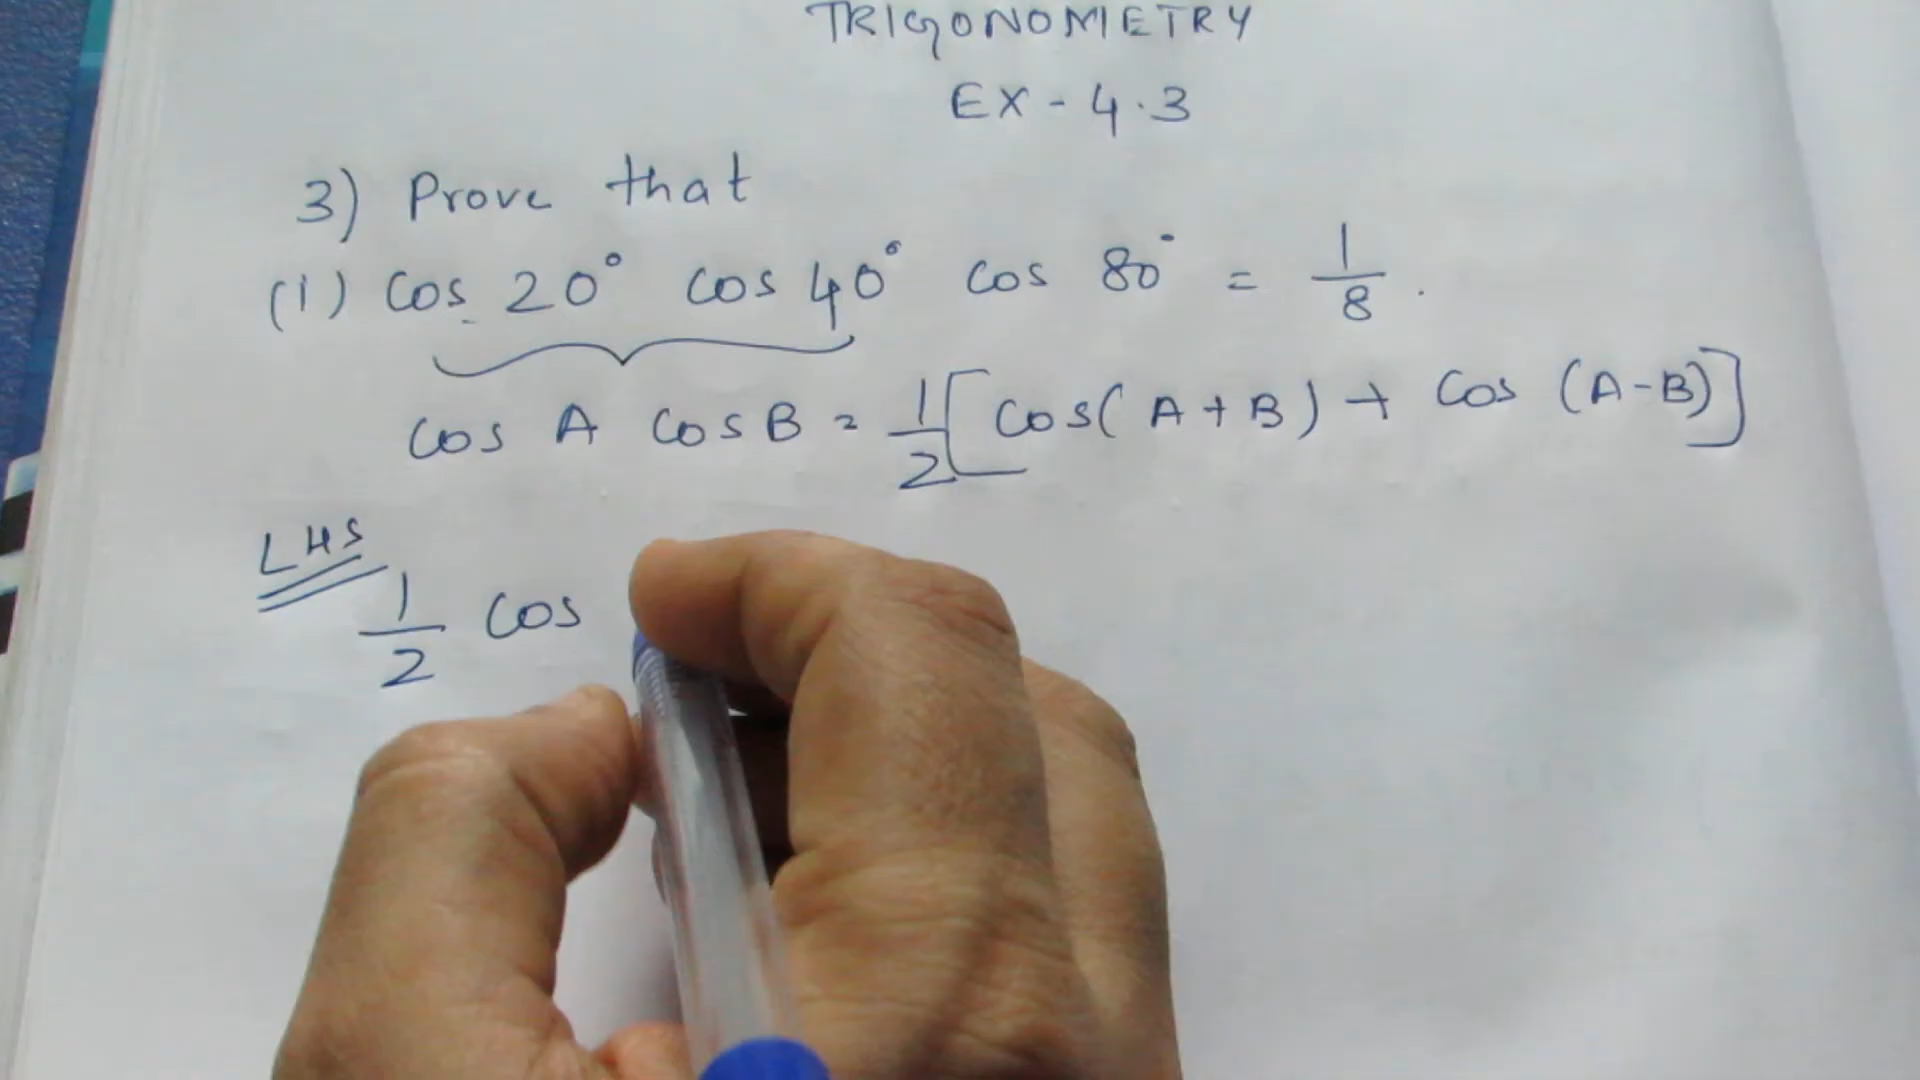 TRIGONOMETRY
EX - 4.3
3) Prove that
(i) Cos 20° cos 40° cos 80° = 1/8.
cos A cos B = 1/2 [cos(A+B) + cos (A-B)]
LHS
1/2 cos